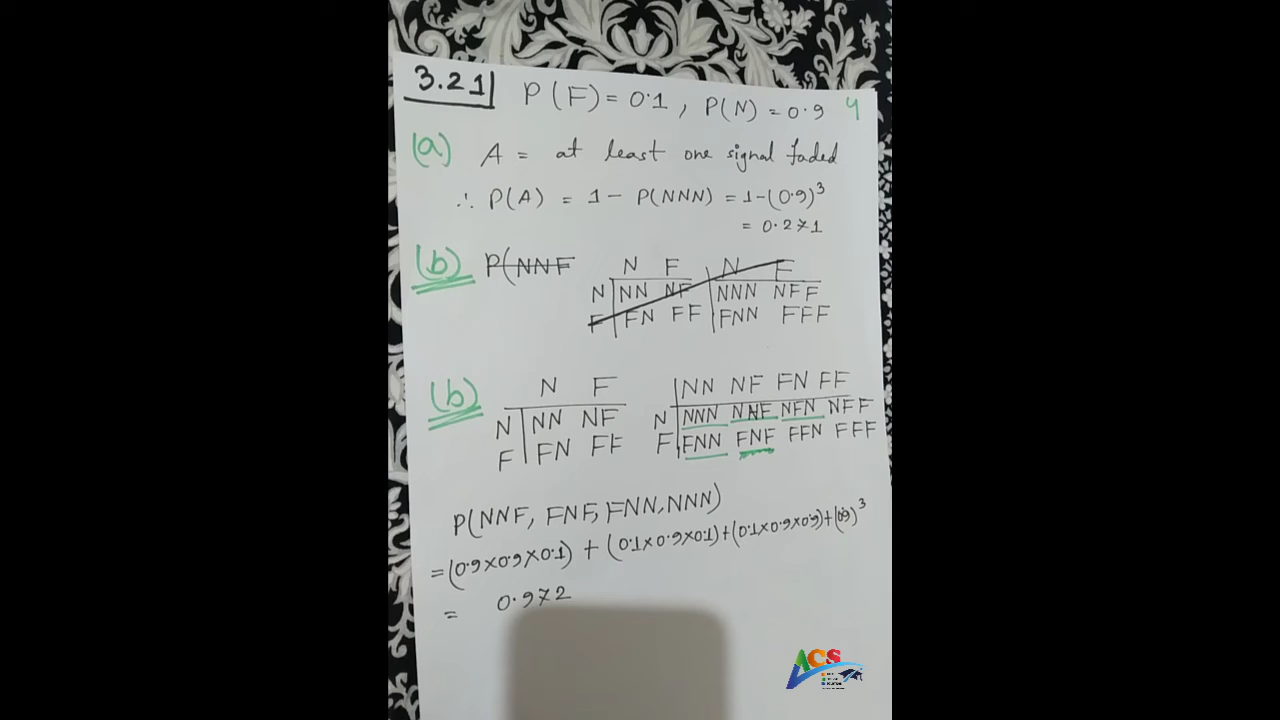 3.21 P(F) = 0.1, P(N) = 0.9 4
(a) A = at least one signal faded
∴ P(A) = 1 - P(NNN) = 1-(0.9)³
= 0.271
(b) P(NNF
N F N F
N NN NF NNN NFF
F FN FF FNN FFF
(b) N F NN NF FN FF
N NN NF N NNN NNF NFN NFF
F FN FF F FNN FNF FFN FFF
P(NNF, FNF, FNN, NNN)
= (0.9×0.9×0.1) + (0.1×0.9×0.1)+(0.1×0.9×0.9)+(0.9)³
= 0.972
ACS